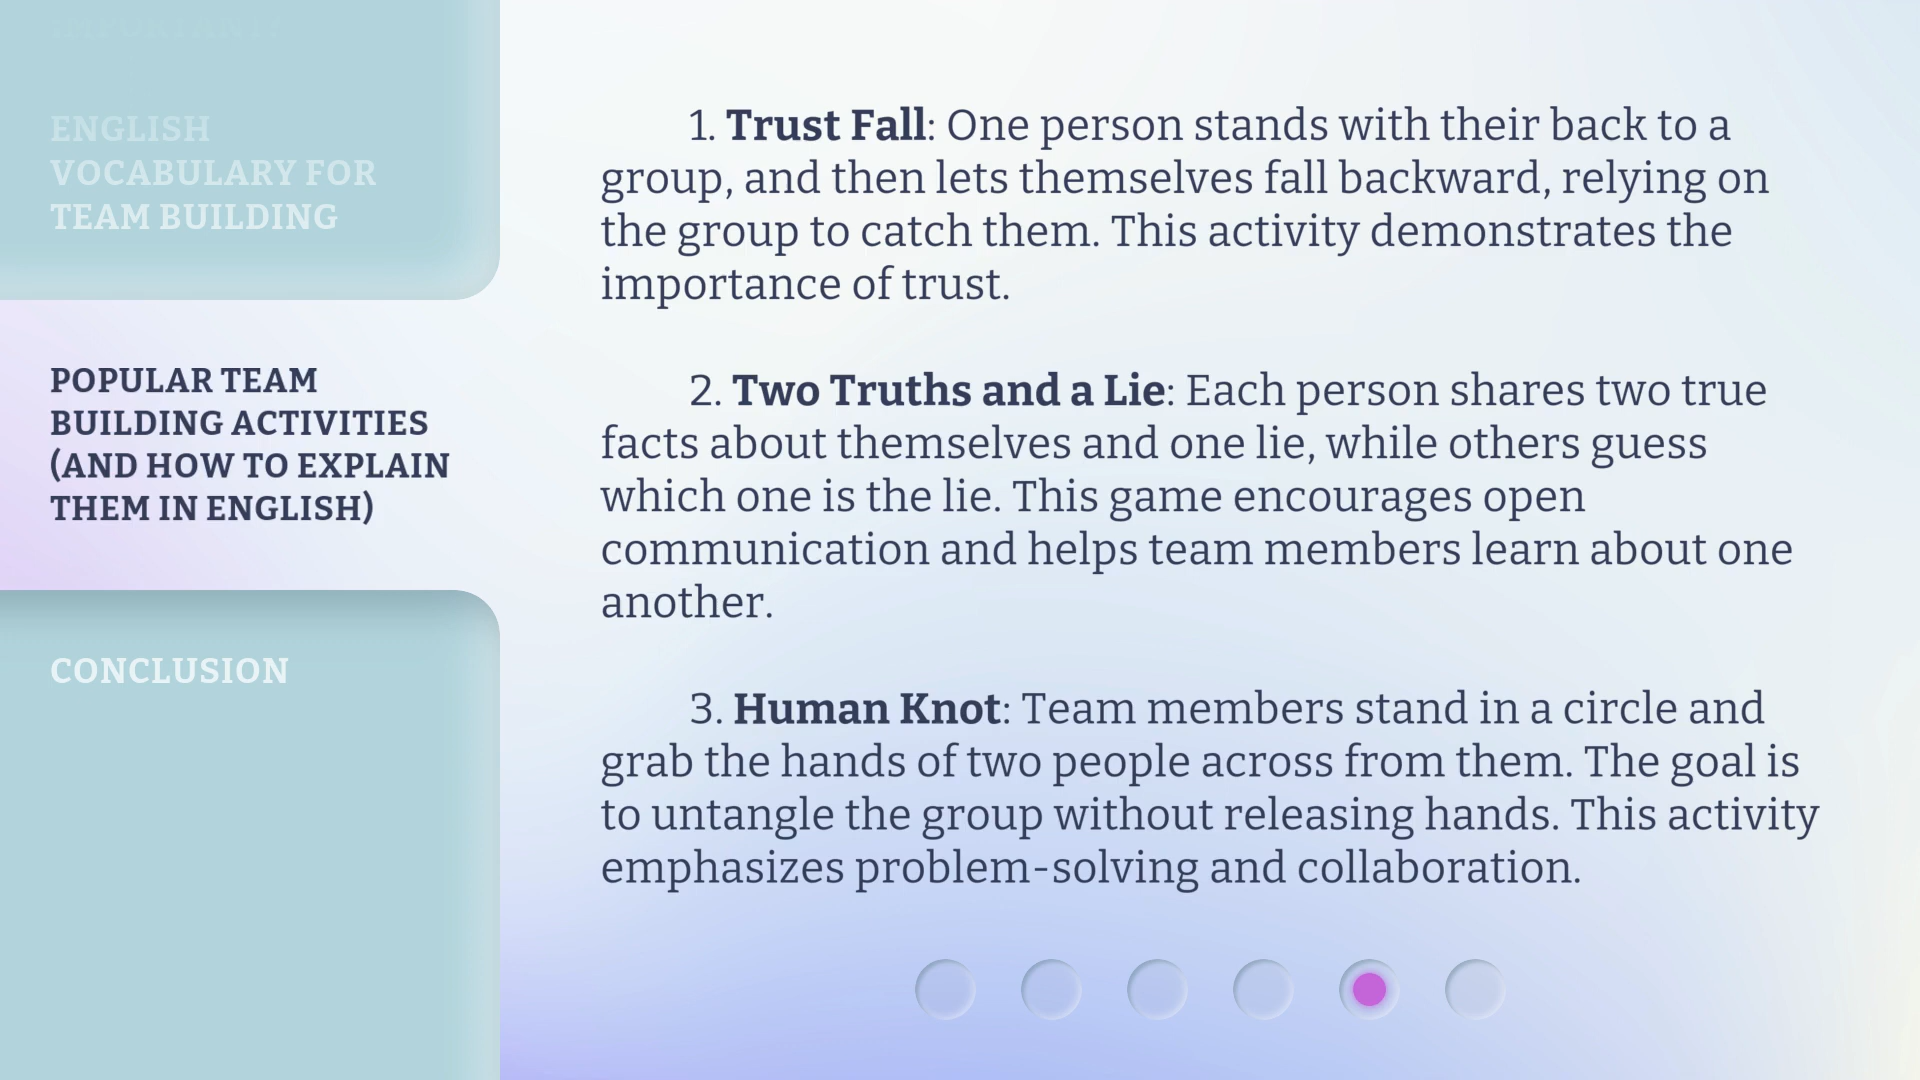 IMPORTANT?
ENGLISH
VOCABULARY FOR
TEAM BUILDING
POPULAR TEAM
BUILDING ACTIVITIES
(AND HOW TO EXPLAIN
THEM IN ENGLISH)
CONCLUSION
1. Trust Fall: One person stands with their back to a
group, and then lets themselves fall backward, relying on
the group to catch them. This activity demonstrates the
importance of trust.
2. Two Truths and a Lie: Each person shares two true
facts about themselves and one lie, while others guess
which one is the lie. This game encourages open
communication and helps team members learn about one
another.
3. Human Knot: Team members stand in a circle and
grab the hands of two people across from them. The goal is
to untangle the group without releasing hands. This activity
emphasizes problem-solving and collaboration.